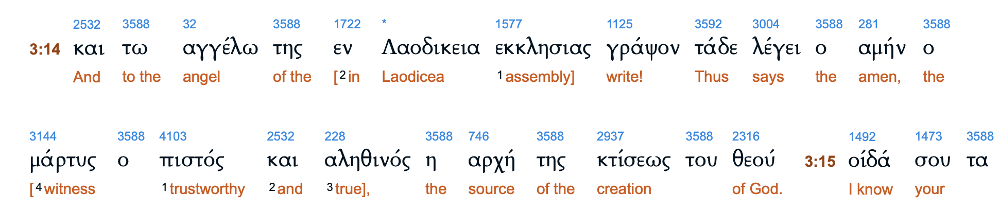 2532 3588 32 3588 1722 * 1577 1125 3592 3004 3588 281 3588
3:14 και τω αγγέλω της εν Λαοδικεια εκκλησιας γράψον τάδε λέγει ο αμήν ο
And to the angel of the [2 in Laodicea 1 assembly] write! Thus says the amen, the
3144 3588 4103 2532 228 3588 746 3588 2937 3588 2316 1492 1473 3588
μάρτυς ο πιστός και αληθινός η αρχή της κτίσεως του θεού 3:15 οίδά σου τα
[4 witness 1 trustworthy 2 and 3 true], the source of the creation of God. I know your